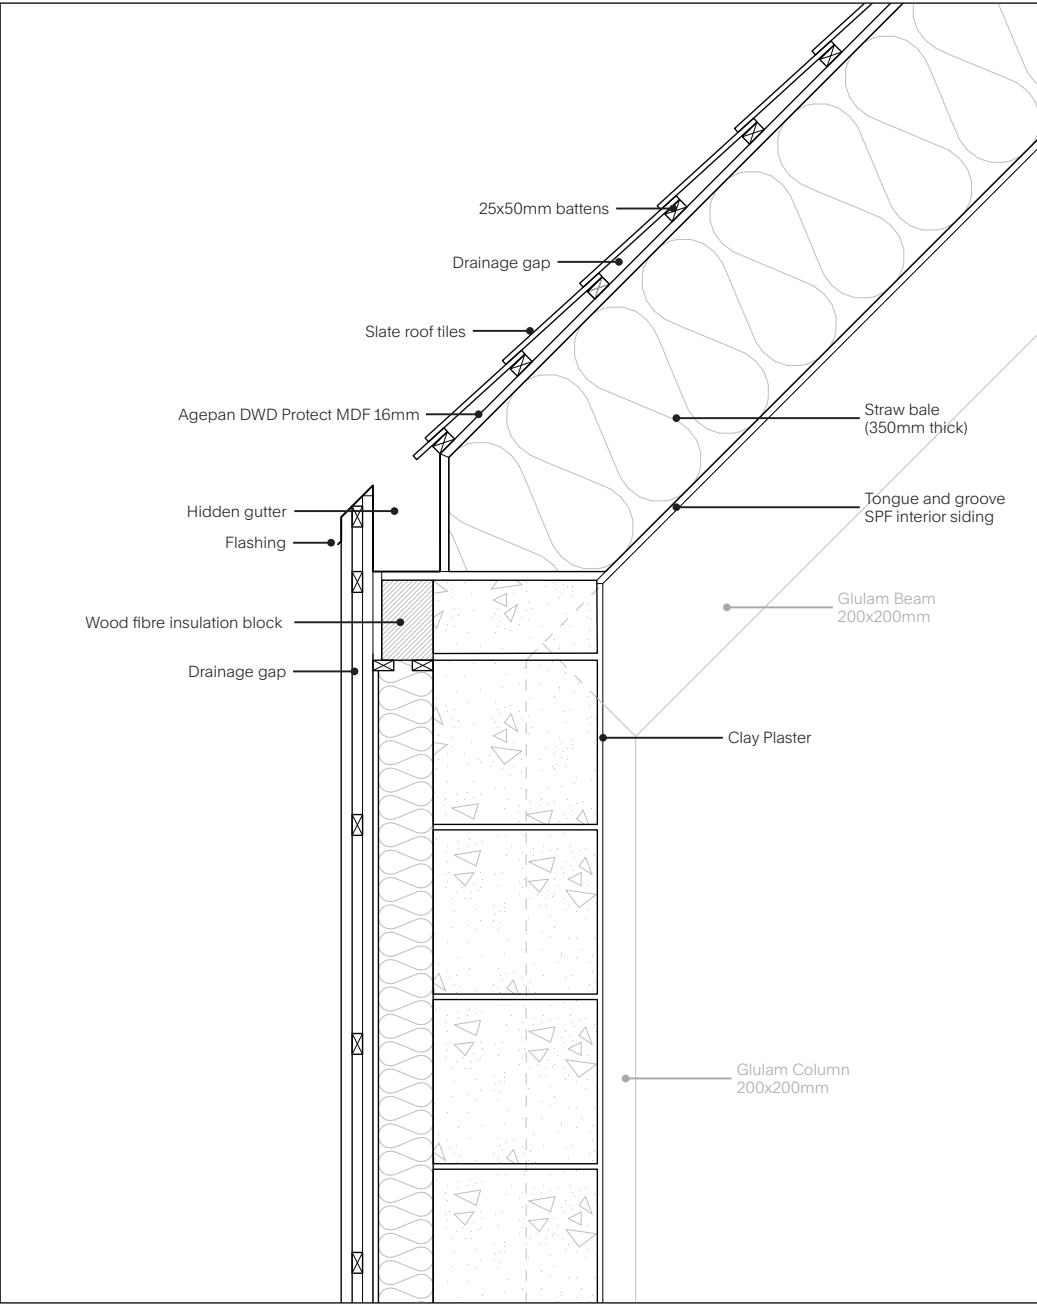 25x50mm battens
Drainage gap
Slate roof tiles
Agepan DWD Protect MDF 16mm
Straw bale
(350mm thick)
Hidden gutter
Tongue and groove
SPF interior siding
Flashing
Glulam Beam
200x200mm
Wood fibre insulation block
Drainage gap
Clay Plaster
Glulam Column
200x200mm